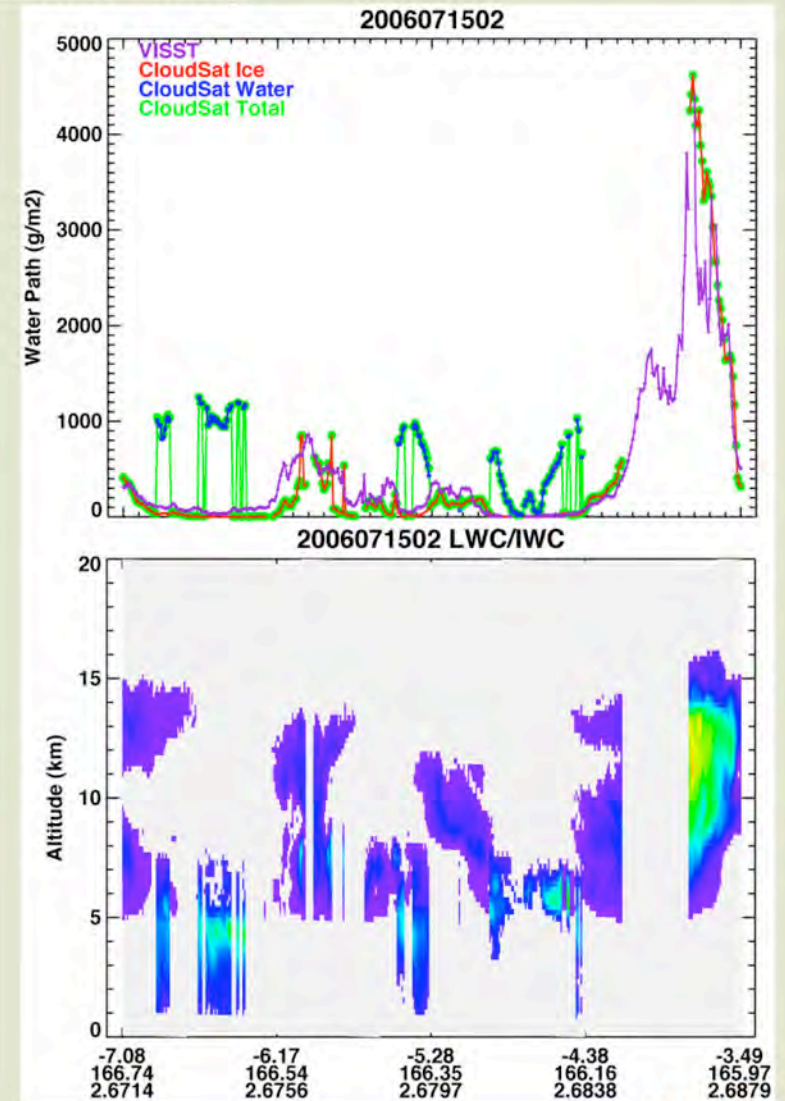 2006071502
VISST
CloudSat Ice
CloudSat Water
CloudSat Total
5000
4000
3000
2000
1000
0
Water Path (g/m2)
2006071502 LWC/IWC
20
15
10
5
0
Altitude (km)
-7.08 -6.17 -5.28 -4.38 -3.49
166.74 166.54 166.35 166.16 165.97
2.6714 2.6756 2.6797 2.6838 2.6879